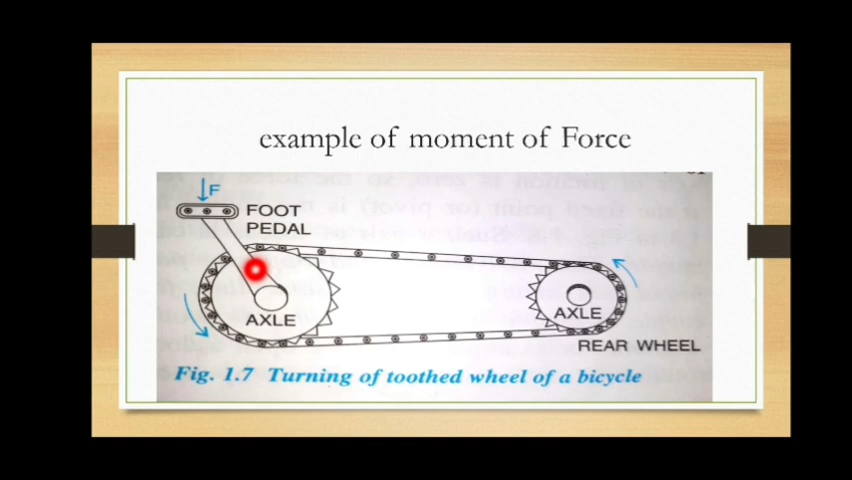 example of moment of Force
F
FOOT
PEDAL
AXLE
AXLE
REAR WHEEL
Fig. 1.7 Turning of toothed wheel of a bicycle